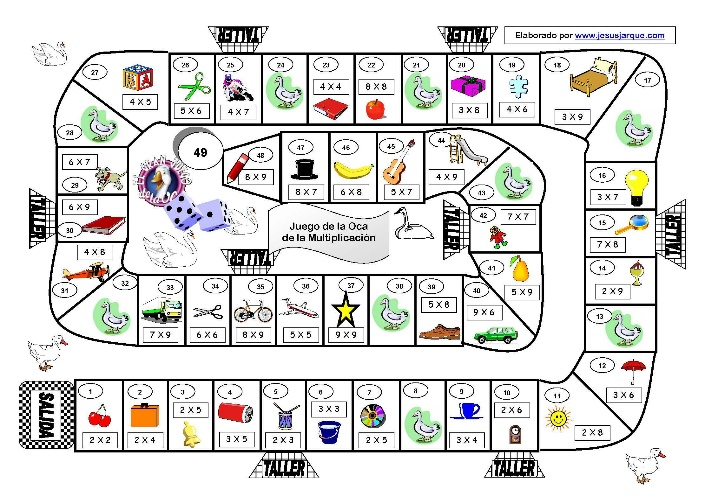 Elaborado por www.jesusjarque.com
TALLER
TALLER
27
4 X 5
26
5 X 6
25
4 X 7
24
23
4 X 4
22
8 X 8
21
20
3 X 8
19
4 X 6
18
3 X 9
17
28
49
48
8 X 9
47
8 X 7
46
6 X 8
45
5 X 7
44
4 X 9
43
6 X 7
29
16
3 X 7
6 X 9
30
TALLER
Juego de la Oca
de la Multiplicación
TALLER
42
7 X 7
15
7 X 8
TALLER
4 X 8
31
TALLER
41
5 X 9
14
2 X 9
32
33
7 X 9
34
6 X 6
35
8 X 9
36
5 X 5
37
9 X 9
38
39
5 X 8
40
9 X 6
13
12
3 X 6
SALIDA
1
2 X 2
2
2 X 4
3
2 X 5
4
3 X 5
5
2 X 3
6
3 X 3
7
2 X 5
8
9
3 X 4
10
2 X 6
11
2 X 8
TALLER
TALLER